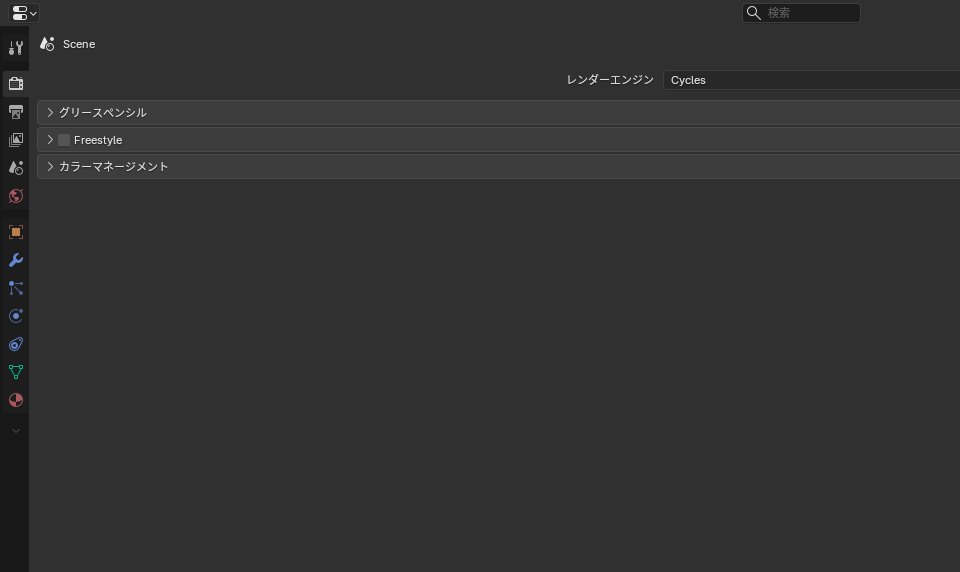 検索
Scene
レンダーエンジン Cycles
グリースペンシル
Freestyle
カラーマネージメント